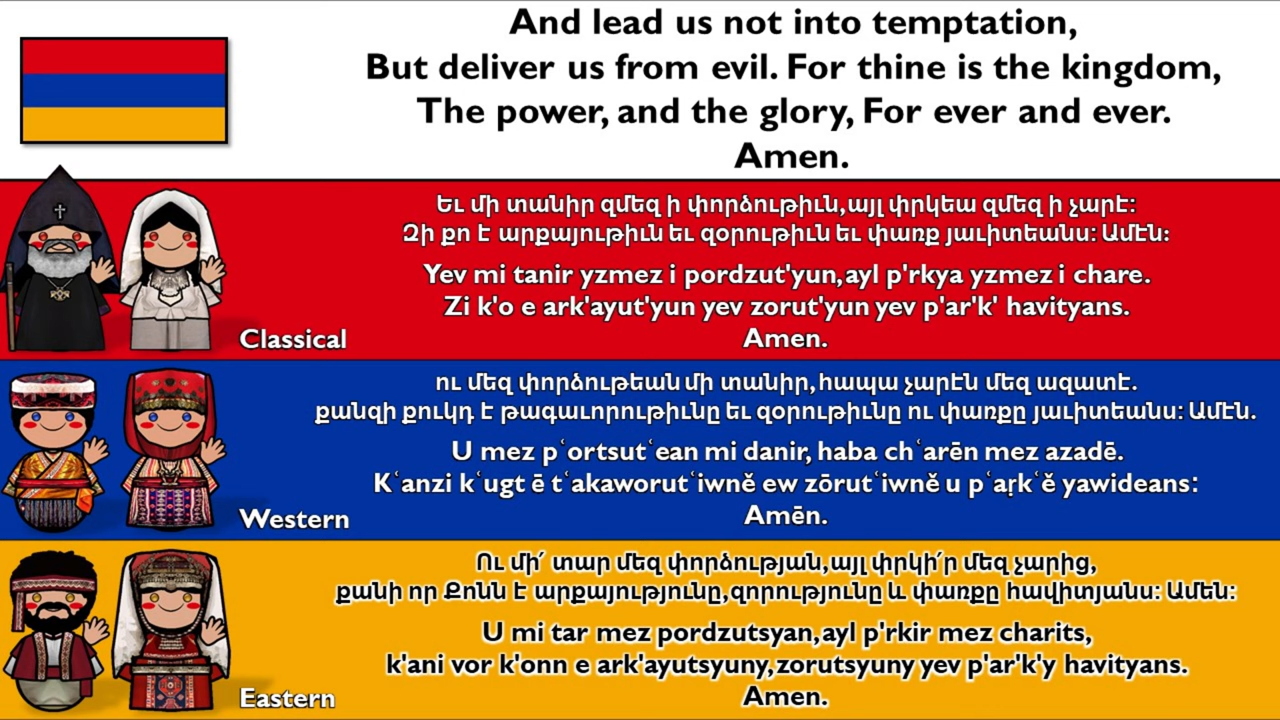 And lead us not into temptation,
But deliver us from evil. For thine is the kingdom,
The power, and the glory, For ever and ever.
Amen.
Եւ մի տանիր զմեզ ի փորձութիւն,այլ փրկեա զմեզ ի չարէ:
Զի քո է արքայութիւն եւ զօրութիւն եւ փառք յաւիտեանս: Ամէն:
Yev mi tanir yzmez i pordzut'yun,ayl p'rkya yzmez i chare.
Zi k'o e ark'ayut'yun yev zorut'yun yev p'ar'k' havityans.
Amen.
Classical
ու մեզ փորձութեան մի տանիր,հապա չարէն մեզ ազատէ.
քանզի քուկդ է թագաւորութիւնը եւ զօրութիւնը ու փառքը յաւիտեանս: Ամէն.
U mez pʿortsutʿean mi danir, haba chʿarēn mez azadē.
Kʿanzi kʿugt ē tʿakaworutʿiwně ew zōrutʿiwně u pʿaṛkʿě yawideans:
Amēn.
Western
Ու մի՛ տար մեզ փորձության,այլ փրկի՛ր մեզ չարից,
քանի որ Քոնն է արքայությունը,զորությունը և փառքը հավիտյանս: Ամեն:
U mi tar mez pordzutsyan,ayl p'rkir mez charits,
k'ani vor k'onn e ark'ayutsyuny,zorutsyuny yev p'ar'k'y havityans.
Amen.
Eastern